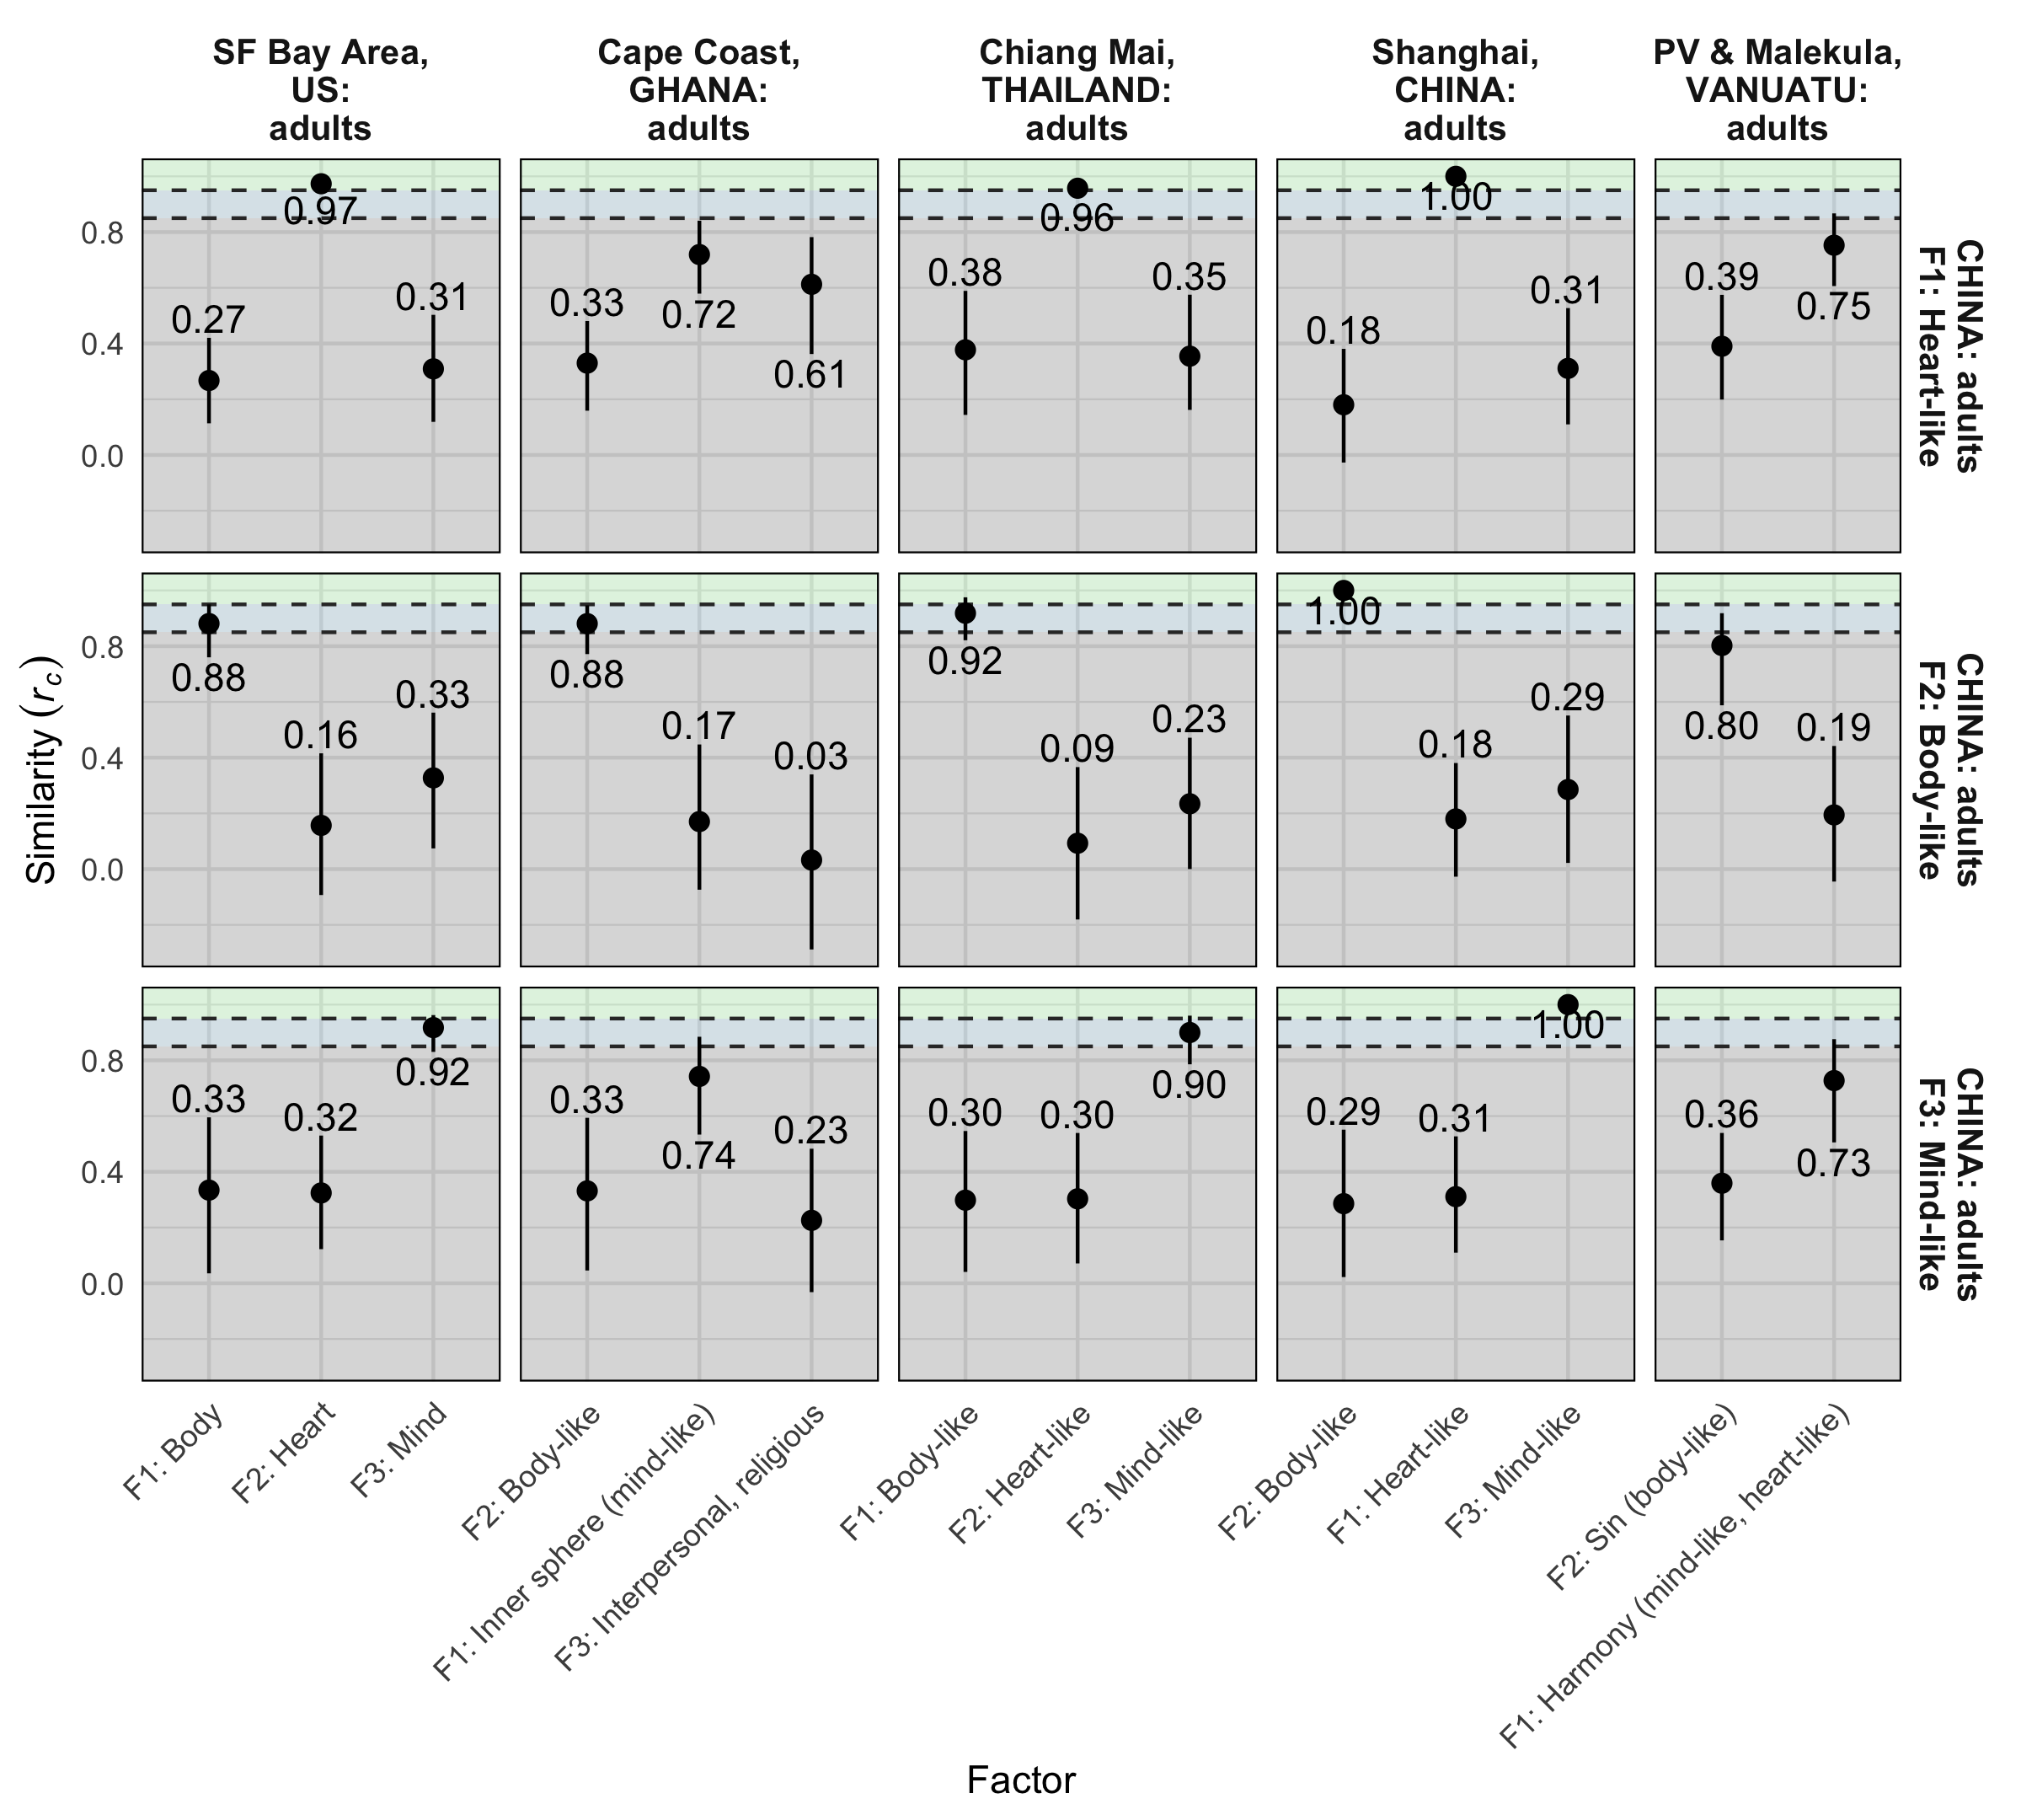 SF Bay Area,
US:
adults
Cape Coast,
GHANA:
adults
Chiang Mai,
THAILAND:
adults
Shanghai,
CHINA:
adults
PV & Malekula,
VANUATU:
adults
Similarity (rc)
0.8
0.4
0.0
0.27
0.97
0.31
0.33
0.72
0.61
0.38
0.96
0.35
0.18
1.00
0.31
0.39
0.75
CHINA: adults
F1: Heart-like
0.8
0.4
0.0
0.88
0.16
0.33
0.88
0.17
0.03
0.92
0.09
0.23
1.00
0.18
0.29
0.80
0.19
CHINA: adults
F2: Body-like
0.8
0.4
0.0
0.33
0.32
0.92
0.33
0.74
0.23
0.30
0.30
0.90
0.29
0.31
1.00
0.36
0.73
CHINA: adults
F3: Mind-like
F1: Body
F2: Heart
F3: Mind
F2: Body-like
F1: Inner sphere (mind-like)
F3: Interpersonal, religious
F1: Body-like
F2: Heart-like
F3: Mind-like
F2: Body-like
F1: Heart-like
F3: Mind-like
F2: Sin (body-like)
F1: Harmony (mind-like, heart-like)
Factor